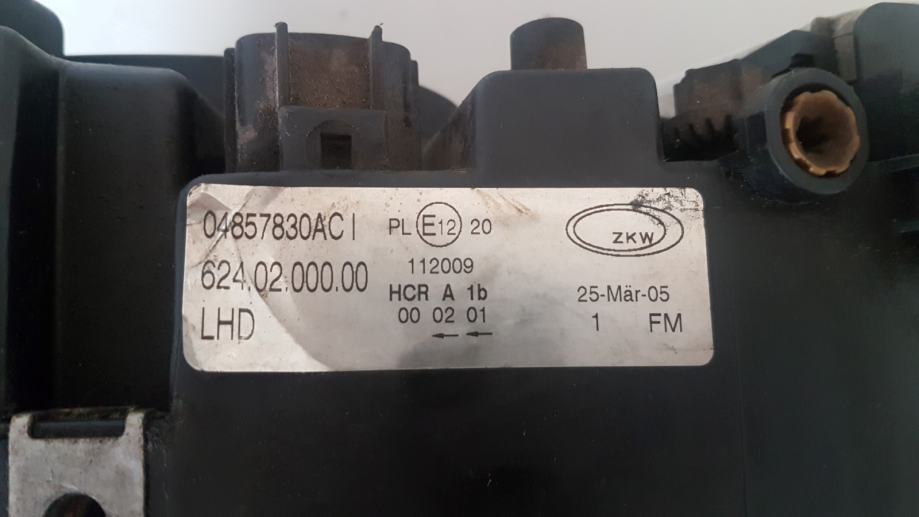 04857830AC I
624.02.000.00
LHD
PL E12 20
112009
HCR A 1b
00 02 01
←←
ZKW
25-Mär-05
1 FM